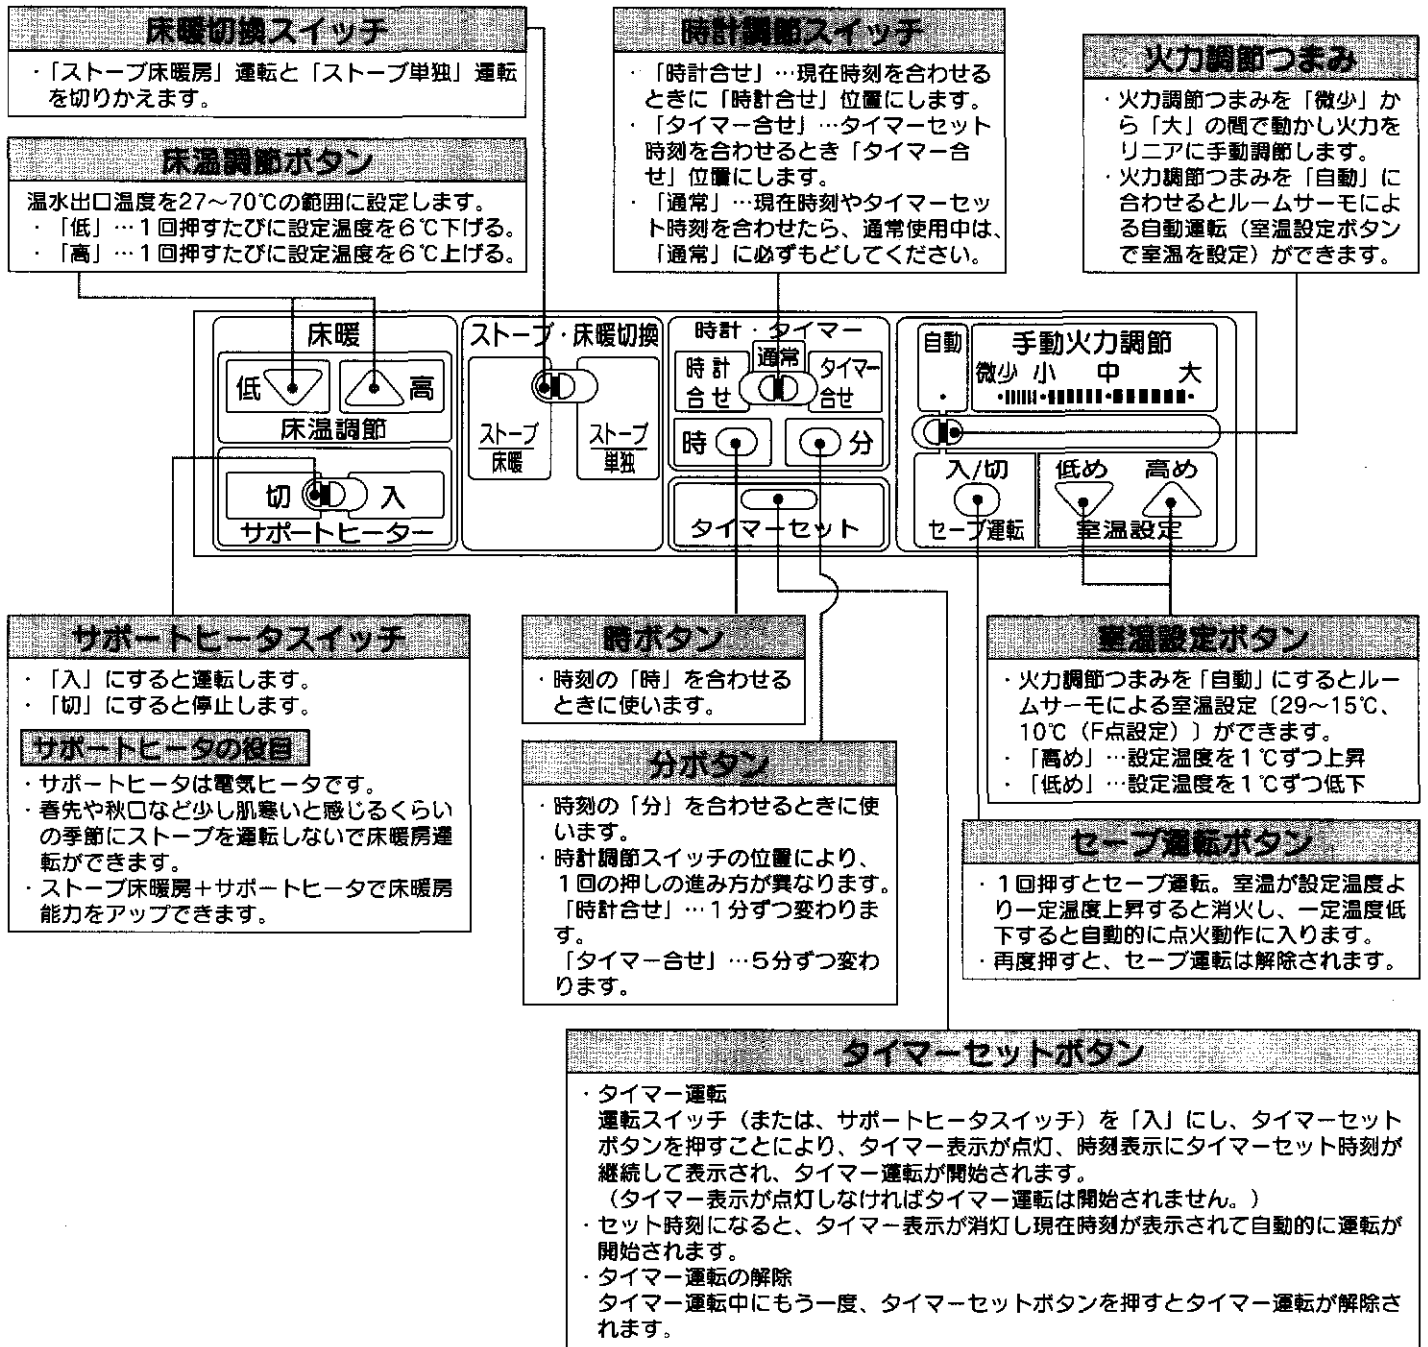 床暖切換スイッチ
・「ストーブ床暖房」運転と「ストーブ単独」運転
を切りかえます。
床温調節ボタン
温水出口温度を27～70℃の範囲に設定します。
・「低」…1回押すたびに設定温度を6℃下げる。
・「高」…1回押すたびに設定温度を6℃上げる。
時計調節スイッチ
・「時計合せ」…現在時刻を合わせる
ときに「時計合せ」位置にします。
・「タイマー合せ」…タイマーセット
時刻を合わせるとき「タイマー合
せ」位置にします。
・「通常」…現在時刻やタイマーセッ
ト時刻を合わせたら、通常使用中は、
「通常」に必ずもどしてください。
火力調節つまみ
・火力調節つまみを「微少」か
ら「大」の間で動かし火力を
リニアに手動調節します。
・火力調節つまみを「自動」に
合わせるとルームサーモによ
る自動運転（室温設定ボタン
で室温を設定）ができます。
床暖
低 高
床温調節
切 入
サポートヒーター
ストーブ・床暖切換
ストーブ
床暖
ストーブ
単独
時計・タイマー
時計
合せ
通常
タイマー
合せ
時 分
タイマーセット
自動
手動火力調節
微少 小 中 大
入/切
セーブ運転
低め 高め
室温設定
サポートヒータスイッチ
・「入」にすると運転します。
・「切」にすると停止します。
サポートヒータの役目
・サポートヒータは電気ヒータです。
・春先や秋口など少し肌寒いと感じるくらい
の季節にストーブを運転しないで床暖房運
転ができます。
・ストーブ床暖房＋サポートヒータで床暖房
能力をアップできます。
時ボタン
・時刻の「時」を合わせる
ときに使います。
分ボタン
・時刻の「分」を合わせるときに使
います。
・時計調節スイッチの位置により、
1回の押しの進み方が異なります。
「時計合せ」…1分ずつ変わりま
す。
「タイマー合せ」…5分ずつ変わ
ります。
室温設定ボタン
・火力調節つまみを「自動」にするとルー
ムサーモによる室温設定〔29～15℃、
10℃（F点設定）〕ができます。
・「高め」…設定温度を1℃ずつ上昇
・「低め」…設定温度を1℃ずつ低下
セーブ運転ボタン
・1回押すとセーブ運転。室温が設定温度よ
り一定温度上昇すると消火し、一定温度低
下すると自動的に点火動作に入ります。
・再度押すと、セーブ運転は解除されます。
タイマーセットボタン
・タイマー運転
運転スイッチ（または、サポートヒータスイッチ）を「入」にし、タイマーセット
ボタンを押すことにより、タイマー表示が点灯、時刻表示にタイマーセット時刻が
継続して表示され、タイマー運転が開始されます。
（タイマー表示が点灯しなければタイマー運転は開始されません。）
・セット時刻になると、タイマー表示が消灯し現在時刻が表示されて自動的に運転が
開始されます。
・タイマー運転の解除
タイマー運転中にもう一度、タイマーセットボタンを押すとタイマー運転が解除さ
れます。